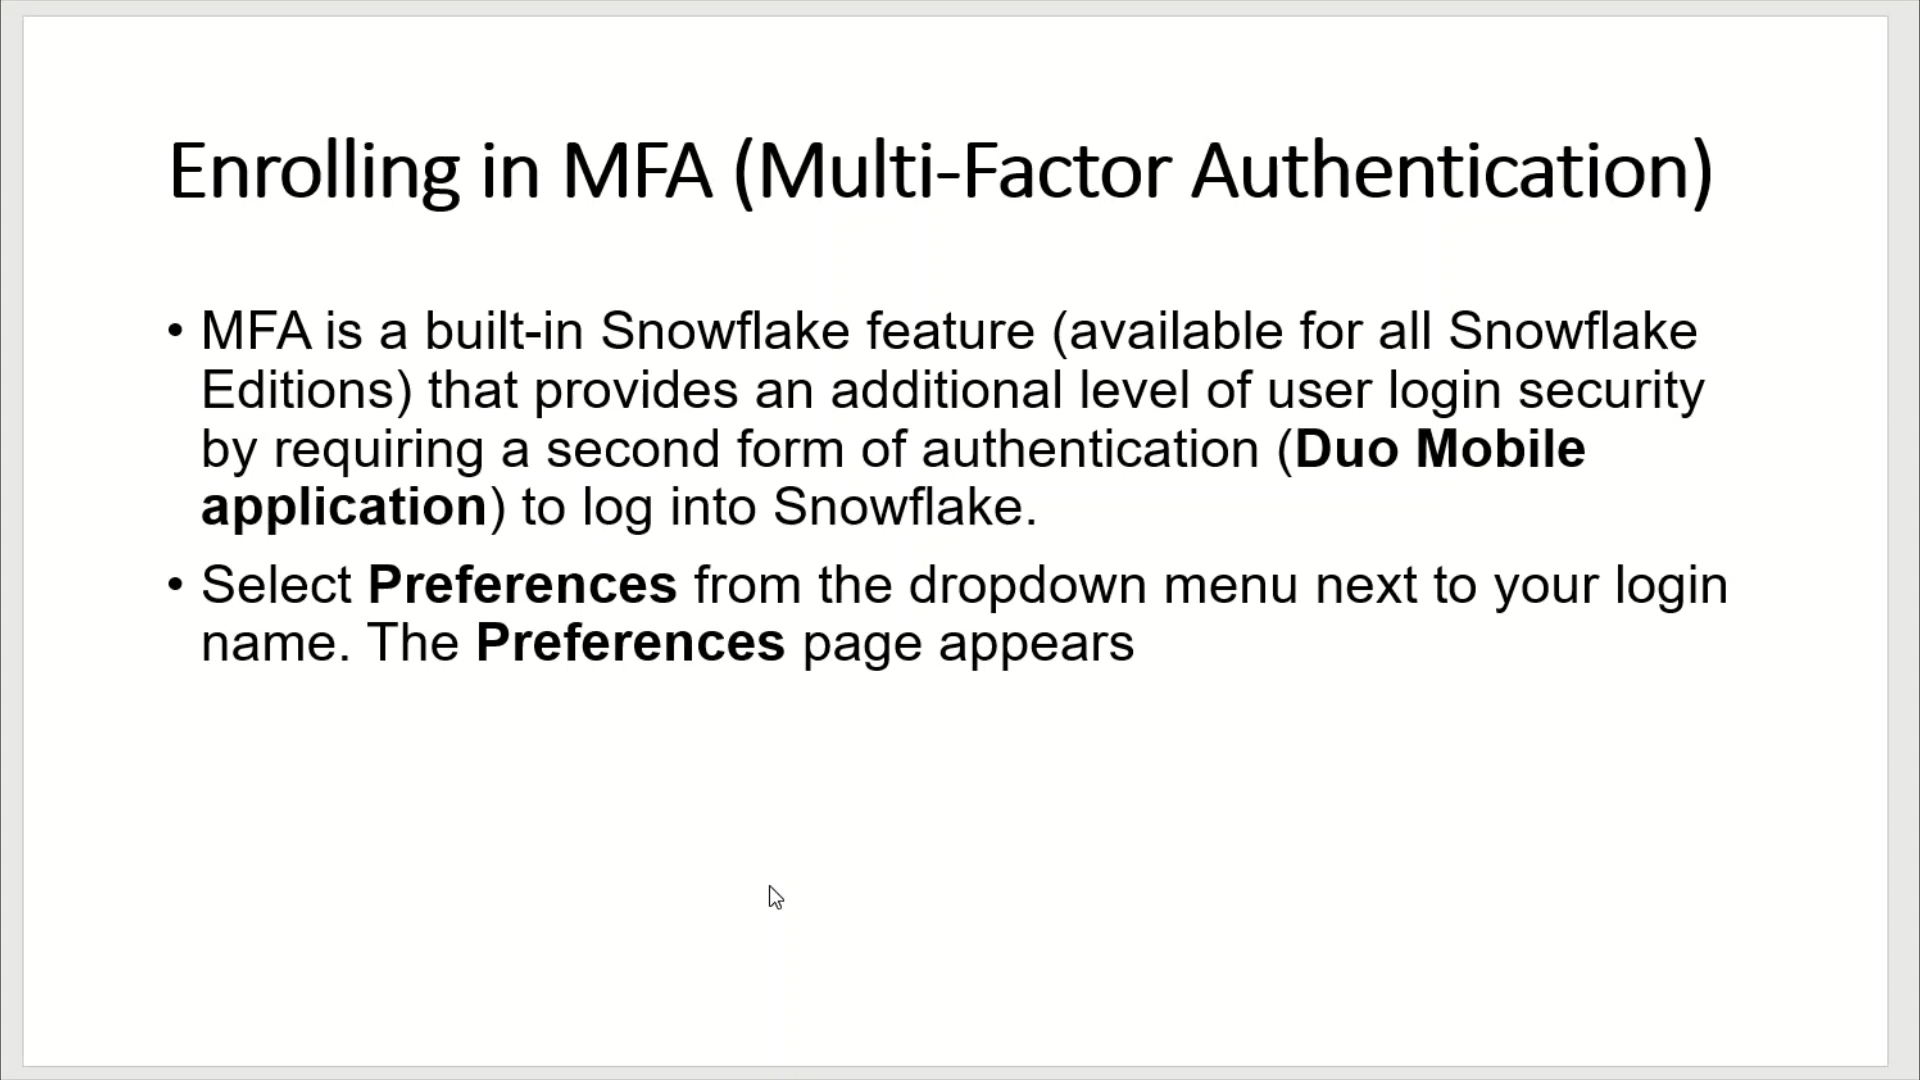 Enrolling in MFA (Multi-Factor Authentication)
• MFA is a built-in Snowflake feature (available for all Snowflake
Editions) that provides an additional level of user login security
by requiring a second form of authentication (Duo Mobile
application) to log into Snowflake.
• Select Preferences from the dropdown menu next to your login
name. The Preferences page appears